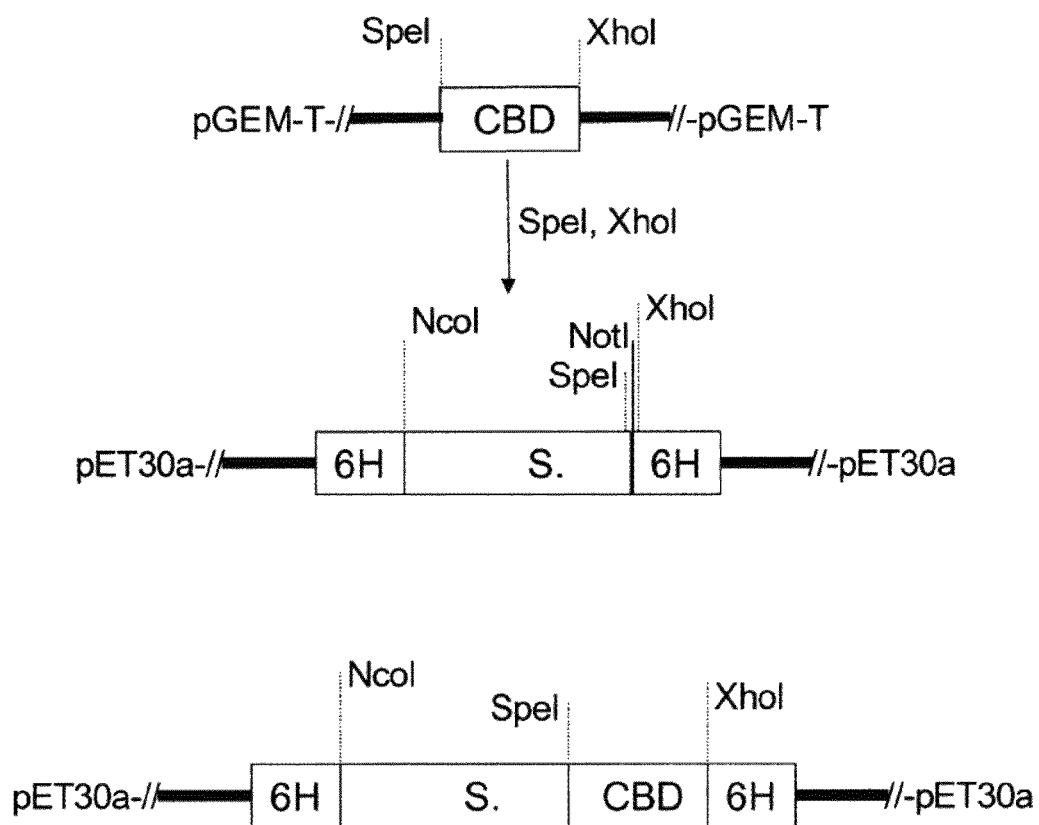 SpeI XhoI
pGEM-T-// CBD //-pGEM-T
SpeI, XhoI
NcoI XhoI
NotI
SpeI
pET30a-// 6H S. 6H //-pET30a
NcoI
SpeI XhoI
pET30a-// 6H S. CBD 6H //-pET30a